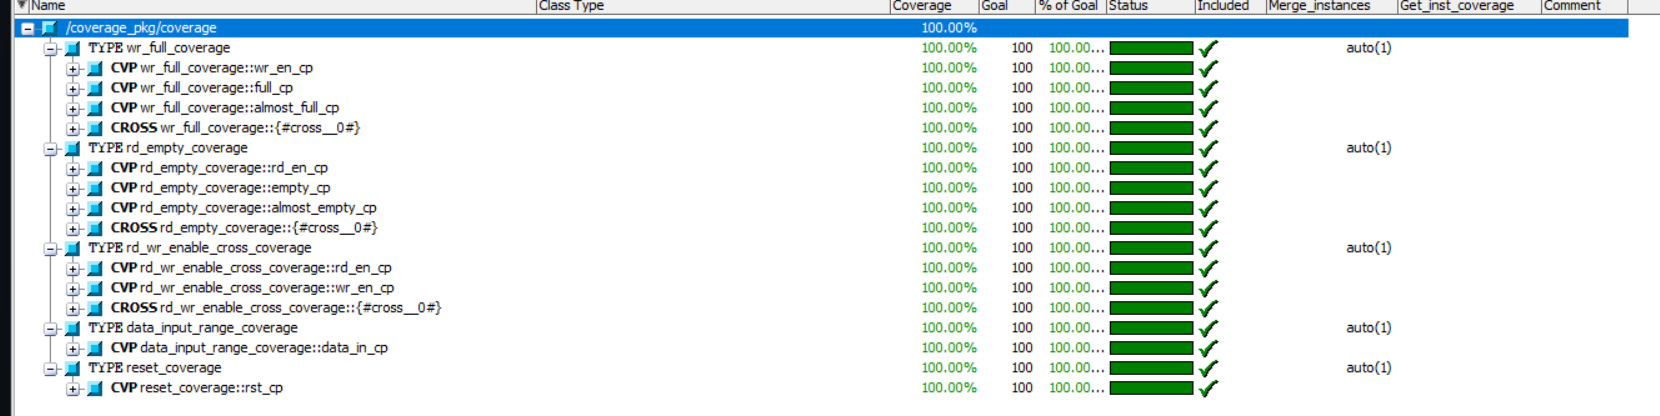 Name Class Type Coverage Goal % of Goal Status Included Merge_instances Get_inst_coverage Comment
/coverage_pkg/coverage 100.00%
TYPE wr_full_coverage 100.00% 100 100.00... auto(1)
CVP wr_full_coverage::wr_en_cp 100.00% 100 100.00...
CVP wr_full_coverage::full_cp 100.00% 100 100.00...
CVP wr_full_coverage::almost_full_cp 100.00% 100 100.00...
CROSS wr_full_coverage::{#cross__0#} 100.00% 100 100.00...
TYPE rd_empty_coverage 100.00% 100 100.00... auto(1)
CVP rd_empty_coverage::rd_en_cp 100.00% 100 100.00...
CVP rd_empty_coverage::empty_cp 100.00% 100 100.00...
CVP rd_empty_coverage::almost_empty_cp 100.00% 100 100.00...
CROSS rd_empty_coverage::{#cross__0#} 100.00% 100 100.00...
TYPE rd_wr_enable_cross_coverage 100.00% 100 100.00... auto(1)
CVP rd_wr_enable_cross_coverage::rd_en_cp 100.00% 100 100.00...
CVP rd_wr_enable_cross_coverage::wr_en_cp 100.00% 100 100.00...
CROSS rd_wr_enable_cross_coverage::{#cross__0#} 100.00% 100 100.00...
TYPE data_input_range_coverage 100.00% 100 100.00... auto(1)
CVP data_input_range_coverage::data_in_cp 100.00% 100 100.00...
TYPE reset_coverage 100.00% 100 100.00... auto(1)
CVP reset_coverage::rst_cp 100.00% 100 100.00...